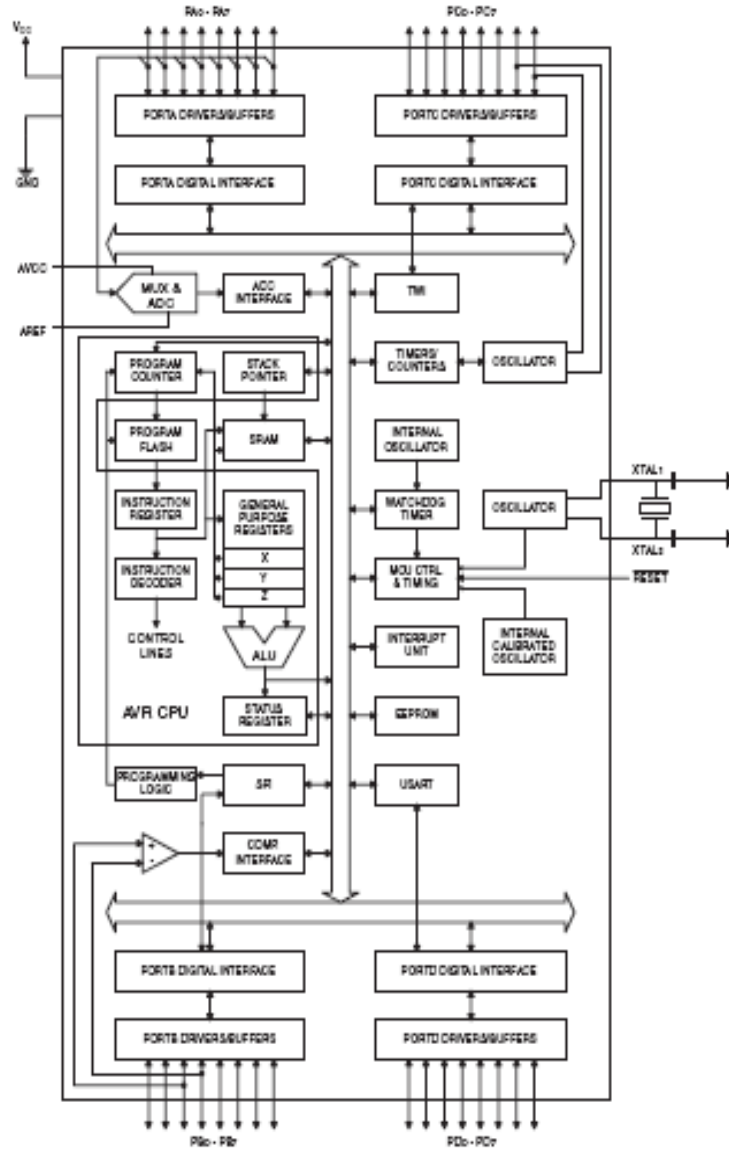 PA0 - PA7
PC0 - PC7
VCC
PORTA DRIVERS/BUFFERS
PORTC DRIVERS/BUFFERS
GND
PORTA DIGITAL INTERFACE
PORTC DIGITAL INTERFACE
AVCC
MUX &
ADC
ADC
INTERFACE
TWI
AREF
PROGRAM
COUNTER
STACK
POINTER
TIMERS/
COUNTERS
OSCILLATOR
PROGRAM
FLASH
SRAM
INTERNAL
OSCILLATOR
XTAL1
INSTRUCTION
REGISTER
GENERAL
PURPOSE
REGISTERS
WATCHDOG
TIMER
OSCILLATOR
XTAL2
X
INSTRUCTION
DECODER
Y
Z
MCU CTRL
& TIMING
RESET
CONTROL
LINES
ALU
INTERRUPT
UNIT
INTERNAL
CALIBRATED
OSCILLATOR
AVR CPU
STATUS
REGISTER
EEPROM
PROGRAMMING
LOGIC
SPI
USART
+
-
COMP.
INTERFACE
PORTB DIGITAL INTERFACE
PORTD DIGITAL INTERFACE
PORTB DRIVERS/BUFFERS
PORTD DRIVERS/BUFFERS
PB0 - PB7
PD0 - PD7